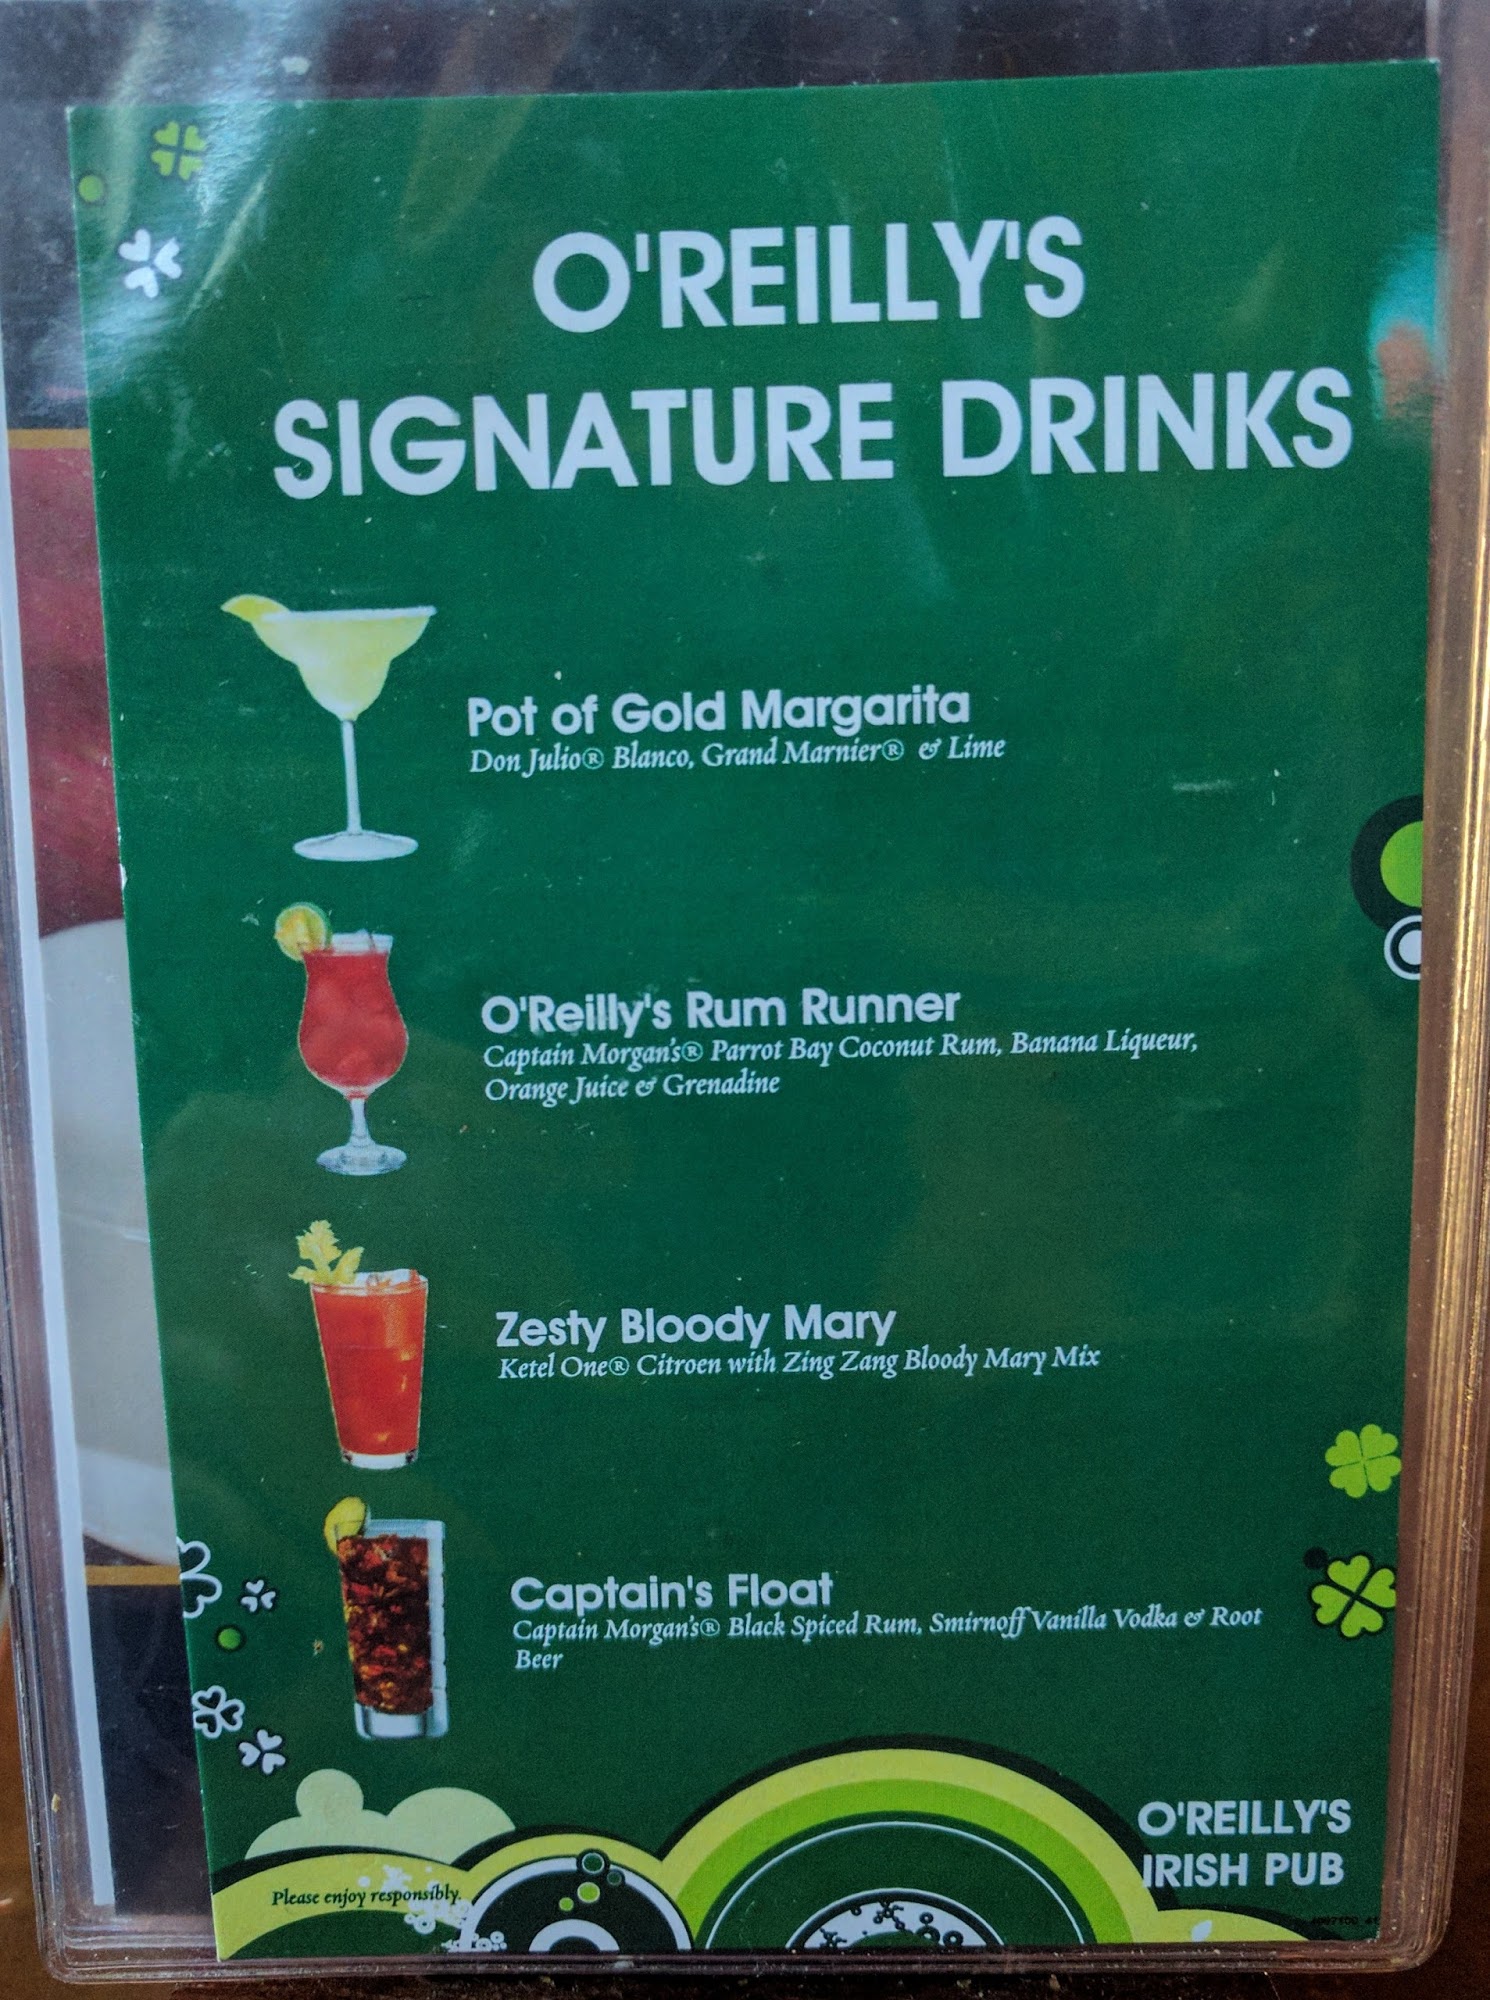 O'REILLY'S
SIGNATURE DRINKS
Pot of Gold Margarita
Don Julio® Blanco, Grand Marnier® & Lime
O'Reilly's Rum Runner
Captain Morgan's® Parrot Bay Coconut Rum, Banana Liqueur,
Orange Juice & Grenadine
Zesty Bloody Mary
Ketel One® Citroen with Zing Zang Bloody Mary Mix
Captain's Float
Captain Morgan's® Black Spiced Rum, Smirnoff Vanilla Vodka & Root
Beer
O'REILLY'S
IRISH PUB
Please enjoy responsibly.